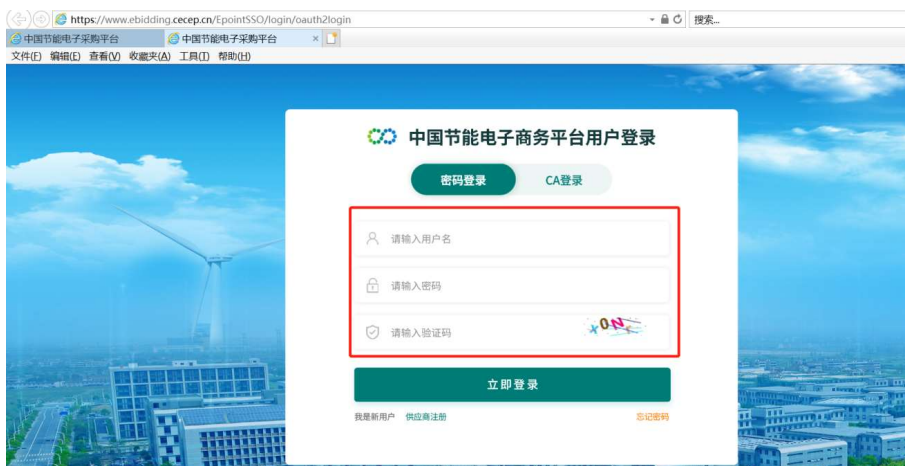 https://www.ebidding.cecep.cn/EpointSSO/login/oauth2login
搜索...
中国节能电子采购平台
中国节能电子采购平台 ×
文件(F) 编辑(E) 查看(V) 收藏夹(A) 工具(T) 帮助(H)
中国节能电子商务平台用户登录
密码登录 CA登录
请输入用户名
请输入密码
请输入验证码
立即登录
我是新用户 供应商注册 忘记密码